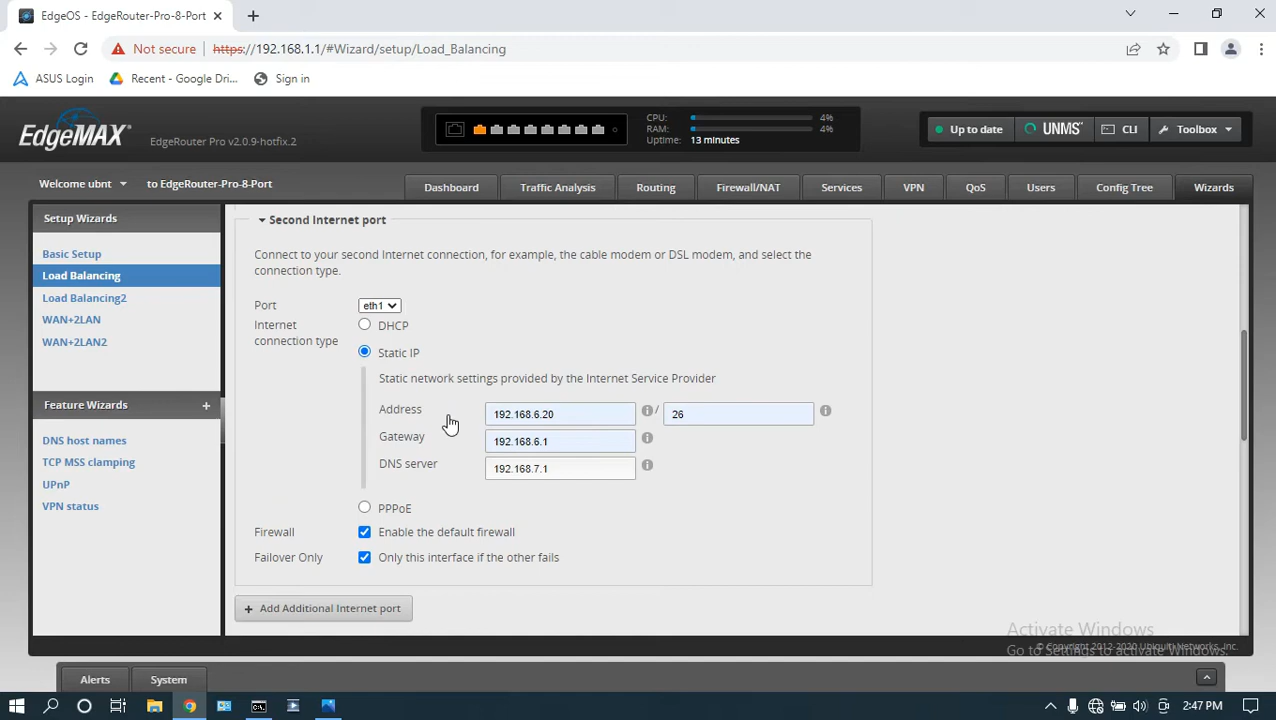 EdgeOS - EdgeRouter-Pro-8-Port
Not secure https://192.168.1.1/#Wizard/setup/Load_Balancing
ASUS Login Recent - Google Dri... Sign in
EdgeMAX EdgeRouter Pro v2.0.9-hotfix.2
CPU: 4%
RAM: 4%
Uptime: 13 minutes
Up to date UNMS CLI Toolbox
Welcome ubnt to EdgeRouter-Pro-8-Port
Dashboard Traffic Analysis Routing Firewall/NAT Services VPN QoS Users Config Tree Wizards
Setup Wizards
Basic Setup
Load Balancing
Load Balancing2
WAN+2LAN
WAN+2LAN2
Feature Wizards +
DNS host names
TCP MSS clamping
UPnP
VPN status
Second Internet port
Connect to your second Internet connection, for example, the cable modem or DSL modem, and select the
connection type.
Port eth1
Internet
connection type
DHCP
Static IP
Static network settings provided by the Internet Service Provider
Address 192.168.6.20 / 26
Gateway 192.168.6.1
DNS server 192.168.7.1
PPPoE
Firewall Enable the default firewall
Failover Only Only this interface if the other fails
+ Add Additional Internet port
Activate Windows
Go to Settings to activate Windows.
© Copyright 2012-2020 Ubiquiti Networks, Inc.
Alerts System
2:47 PM